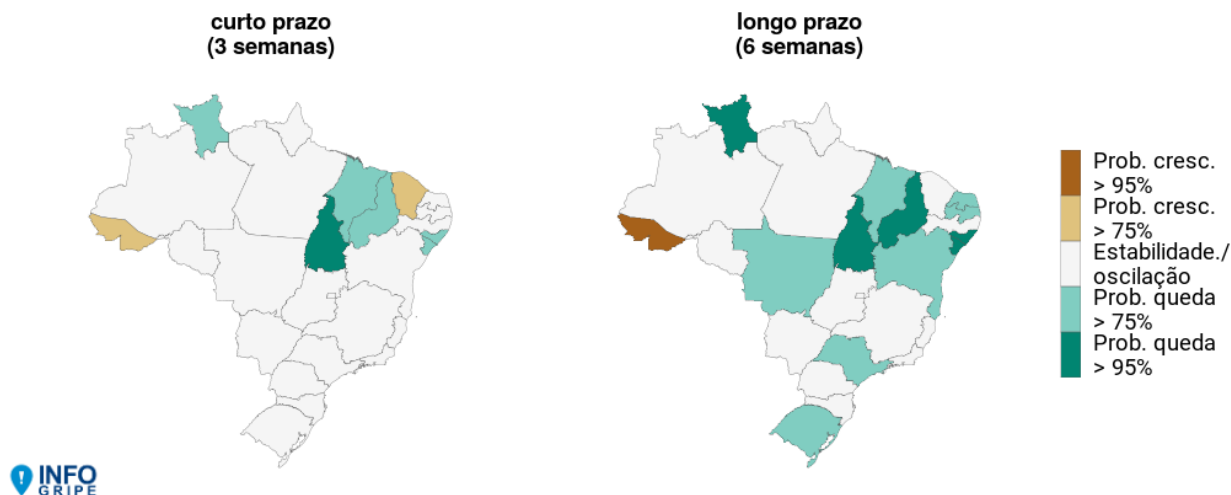 curto prazo
(3 semanas)
longo prazo
(6 semanas)
Prob. cresc.
> 95%
Prob. cresc.
> 75%
Estabilidade./
oscilação
Prob. queda
> 75%
Prob. queda
> 95%
INFO
GRIPE